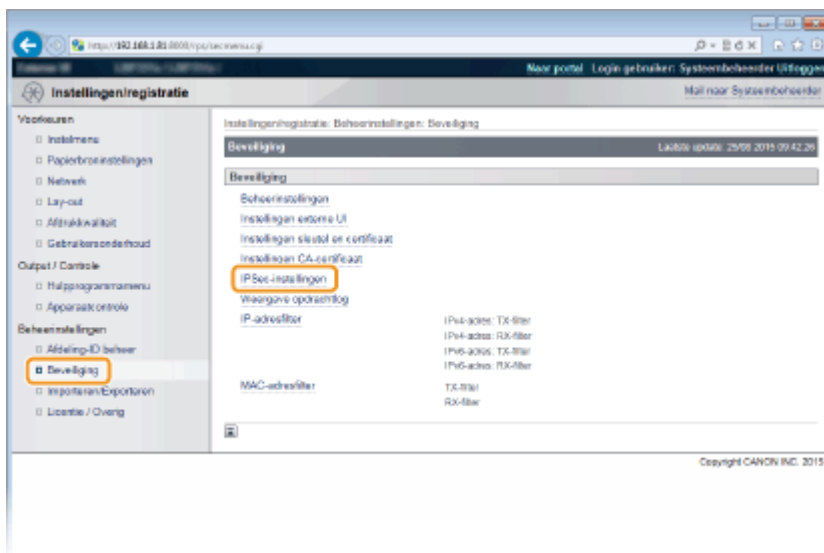 http://192.168.1.81:8000/rps/secmenu.cgi
Naar portal Login gebruiker: Systeembeheerder Uitloggen
Instellingen/registratie
Mail naar Systeembeheerder
Voorkeuren
Instelmenu
Papierbroninstellingen
Netwerk
Lay-out
Afdrukkwaliteit
Gebruikersonderhoud
Output / Controle
Hulpprogrammamenu
Apparaatcontrole
Beheerinstellingen
Afdeling-ID beheer
Beveiliging
Importeren/Exporteren
Licentie / Overig
Instellingen/registratie: Beheerinstellingen: Beveiliging
Beveiliging
Laatste update: 25/08 2015 09:42:26
Beveiliging
Beheerinstellingen
Instellingen externe UI
Instellingen sleutel en certificaat
Instellingen CA-certificaat
IPSec-instellingen
Weergave opdrachtlog
IP-adresfilter
IPv4-adres: TX-filter
IPv4-adres: RX-filter
IPv6-adres: TX-filter
IPv6-adres: RX-filter
MAC-adresfilter
TX-filter
RX-filter
Copyright CANON INC. 2015